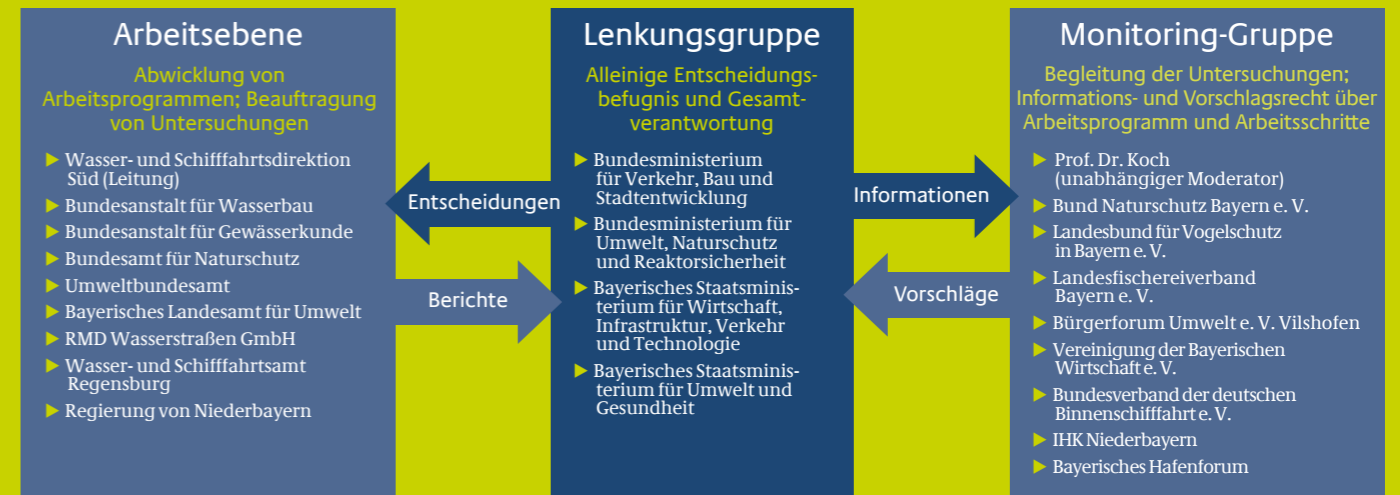 Arbeitsebene
Abwicklung von
Arbeitsprogrammen; Beauftragung
von Untersuchungen
▶ Wasser- und Schifffahrtsdirektion
Süd (Leitung)
▶ Bundesanstalt für Wasserbau
▶ Bundesanstalt für Gewässerkunde
▶ Bundesamt für Naturschutz
▶ Umweltbundesamt
▶ Bayerisches Landesamt für Umwelt
▶ RMD Wasserstraßen GmbH
▶ Wasser- und Schifffahrtsamt
Regensburg
▶ Regierung von Niederbayern
Entscheidungen
Berichte
Lenkungsgruppe
Alleinige Entscheidungs-
befugnis und Gesamt-
verantwortung
▶ Bundesministerium
für Verkehr, Bau und
Stadtentwicklung
▶ Bundesministerium für
Umwelt, Naturschutz
und Reaktorsicherheit
▶ Bayerisches Staatsminis-
terium für Wirtschaft,
Infrastruktur, Verkehr
und Technologie
▶ Bayerisches Staatsminis-
terium für Umwelt und
Gesundheit
Informationen
Vorschläge
Monitoring-Gruppe
Begleitung der Untersuchungen;
Informations- und Vorschlagsrecht über
Arbeitsprogramm und Arbeitsschritte
▶ Prof. Dr. Koch
(unabhängiger Moderator)
▶ Bund Naturschutz Bayern e. V.
▶ Landesbund für Vogelschutz
in Bayern e. V.
▶ Landesfischereiverband
Bayern e. V.
▶ Bürgerforum Umwelt e. V. Vilshofen
▶ Vereinigung der Bayerischen
Wirtschaft e. V.
▶ Bundesverband der deutschen
Binnenschifffahrt e. V.
▶ IHK Niederbayern
▶ Bayerisches Hafenforum